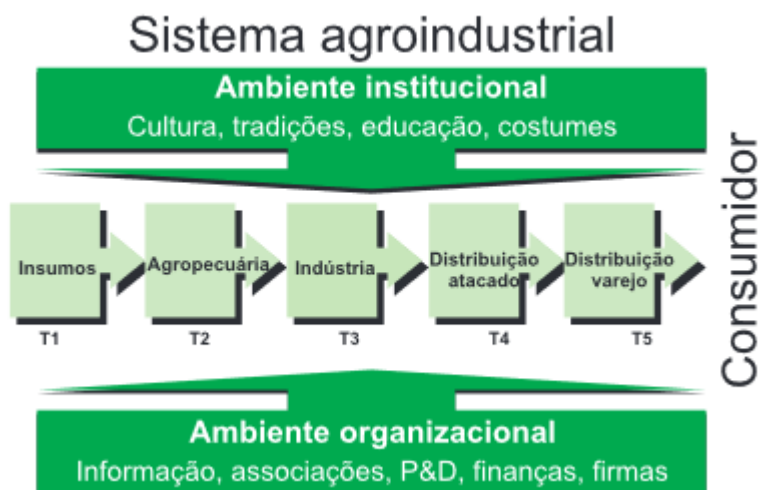 Sistema agroindustrial
Ambiente institucional
Cultura, tradições, educação, costumes
Insumos
Agropecuária
Indústria
Distribuição
atacado
Distribuição
varejo
T1
T2
T3
T4
T5
Consumidor
Ambiente organizacional
Informação, associações, P&D, finanças, firmas